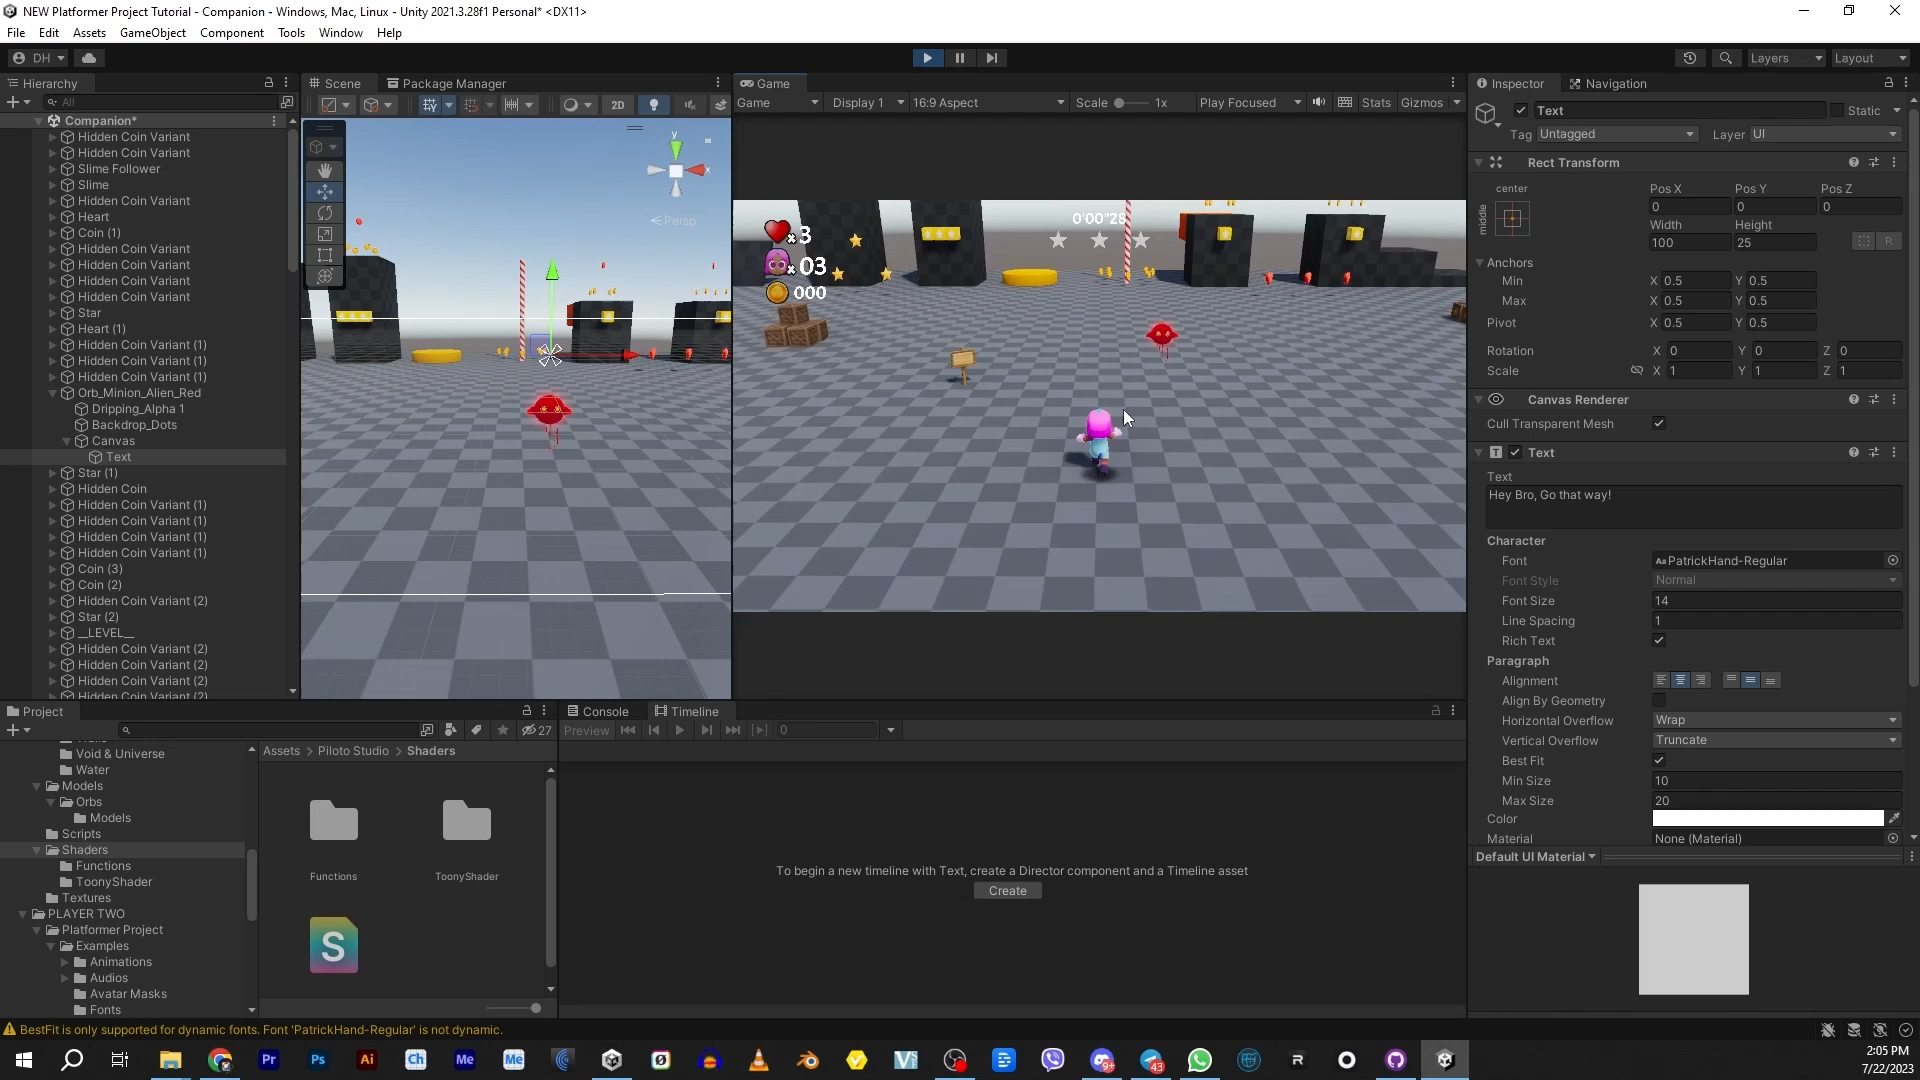 NEW Platformer Project Tutorial - Companion - Windows, Mac, Linux - Unity 2021.3.28f1 Personal* <DX11>
File Edit Assets GameObject Component Tools Window Help
DH
Layers Layout
Hierarchy
All
Companion*
Hidden Coin Variant
Hidden Coin Variant
Slime Follower
Slime
Hidden Coin Variant
Heart
Coin (1)
Hidden Coin Variant
Hidden Coin Variant
Hidden Coin Variant
Hidden Coin Variant
Star
Heart (1)
Hidden Coin Variant (1)
Hidden Coin Variant (1)
Hidden Coin Variant (1)
Orb_Minion_Alien_Red
Dripping_Alpha 1
Backdrop_Dots
Canvas
Text
Star (1)
Hidden Coin
Hidden Coin Variant (1)
Hidden Coin Variant (1)
Hidden Coin Variant (1)
Hidden Coin Variant (1)
Coin (3)
Coin (2)
Hidden Coin Variant (2)
Star (2)
__LEVEL__
Hidden Coin Variant (2)
Hidden Coin Variant (2)
Hidden Coin Variant (2)
Hidden Coin Variant (2)
Scene Package Manager
2D
y
x
Persp
Game
Game Display 1 16:9 Aspect Scale 1x Play Focused Stats Gizmos
x 3
x 03
000
0'00"28
Inspector Navigation
Text Static
Tag Untagged Layer UI
Rect Transform
center
middle
Pos X Pos Y Pos Z
0 0 0
Width Height
100 25
R
Anchors
Min X 0.5 Y 0.5
Max X 0.5 Y 0.5
Pivot X 0.5 Y 0.5
Rotation X 0 Y 0 Z 0
Scale X 1 Y 1 Z 1
Canvas Renderer
Cull Transparent Mesh
T Text
Text
Hey Bro, Go that way!
Character
Font Aa PatrickHand-Regular
Font Style Normal
Font Size 14
Line Spacing 1
Rich Text
Paragraph
Alignment
Align By Geometry
Horizontal Overflow Wrap
Vertical Overflow Truncate
Best Fit
Min Size 10
Max Size 20
Color
Material None (Material)
Default UI Material
Project
27
Void & Universe
Water
Models
Orbs
Models
Scripts
Shaders
Functions
ToonyShader
Textures
PLAYER TWO
Platformer Project
Examples
Animations
Audios
Avatar Masks
Fonts
Assets > Piloto Studio > Shaders
Functions
ToonyShader
S
Console Timeline
Preview 0
To begin a new timeline with Text, create a Director component and a Timeline asset
Create
BestFit is only supported for dynamic fonts. Font 'PatrickHand-Regular' is not dynamic.
Pr Ps Ai Ch Me Me
9+
43
R
2:05 PM
7/22/2023